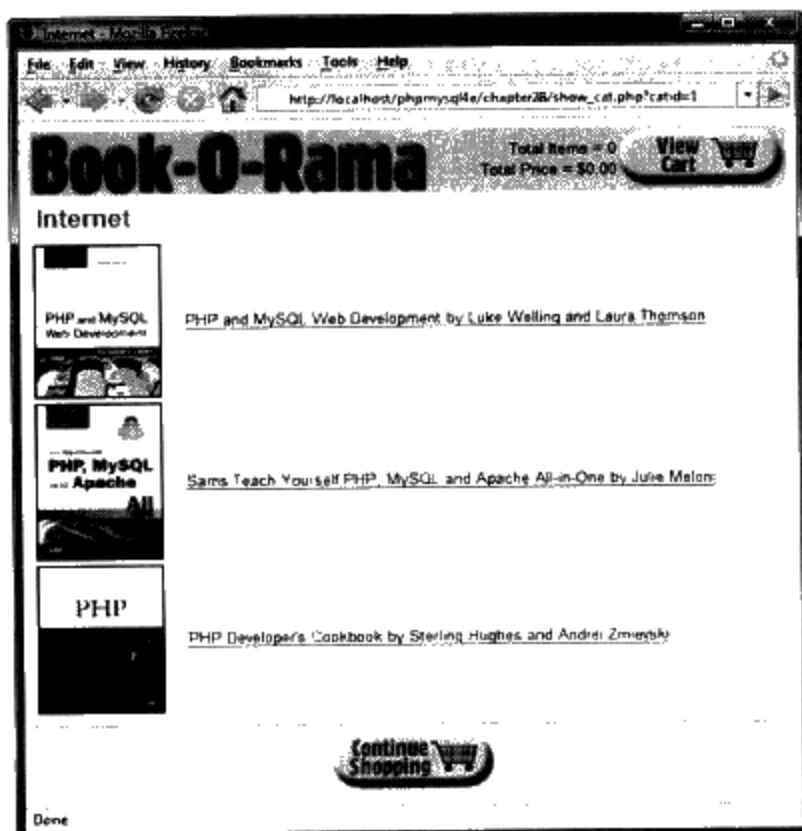 Internet - Mozilla Firefox
File Edit View History Bookmarks Tools Help
http://localhost/phpmysql4e/chapter28/show_cat.php?catid=1
Book-O-Rama
Total Items = 0
Total Price = $0.00
View
Cart
Internet
PHP and MySQL
Web Development
PHP and MySQL Web Development by Luke Welling and Laura Thomson
PHP, MySQL
and Apache
All
Sams Teach Yourself PHP, MySQL and Apache All-in-One by Julie Meloni
PHP
PHP Developer's Cookbook by Sterling Hughes and Andrei Zmievski
Continue
Shopping
Done